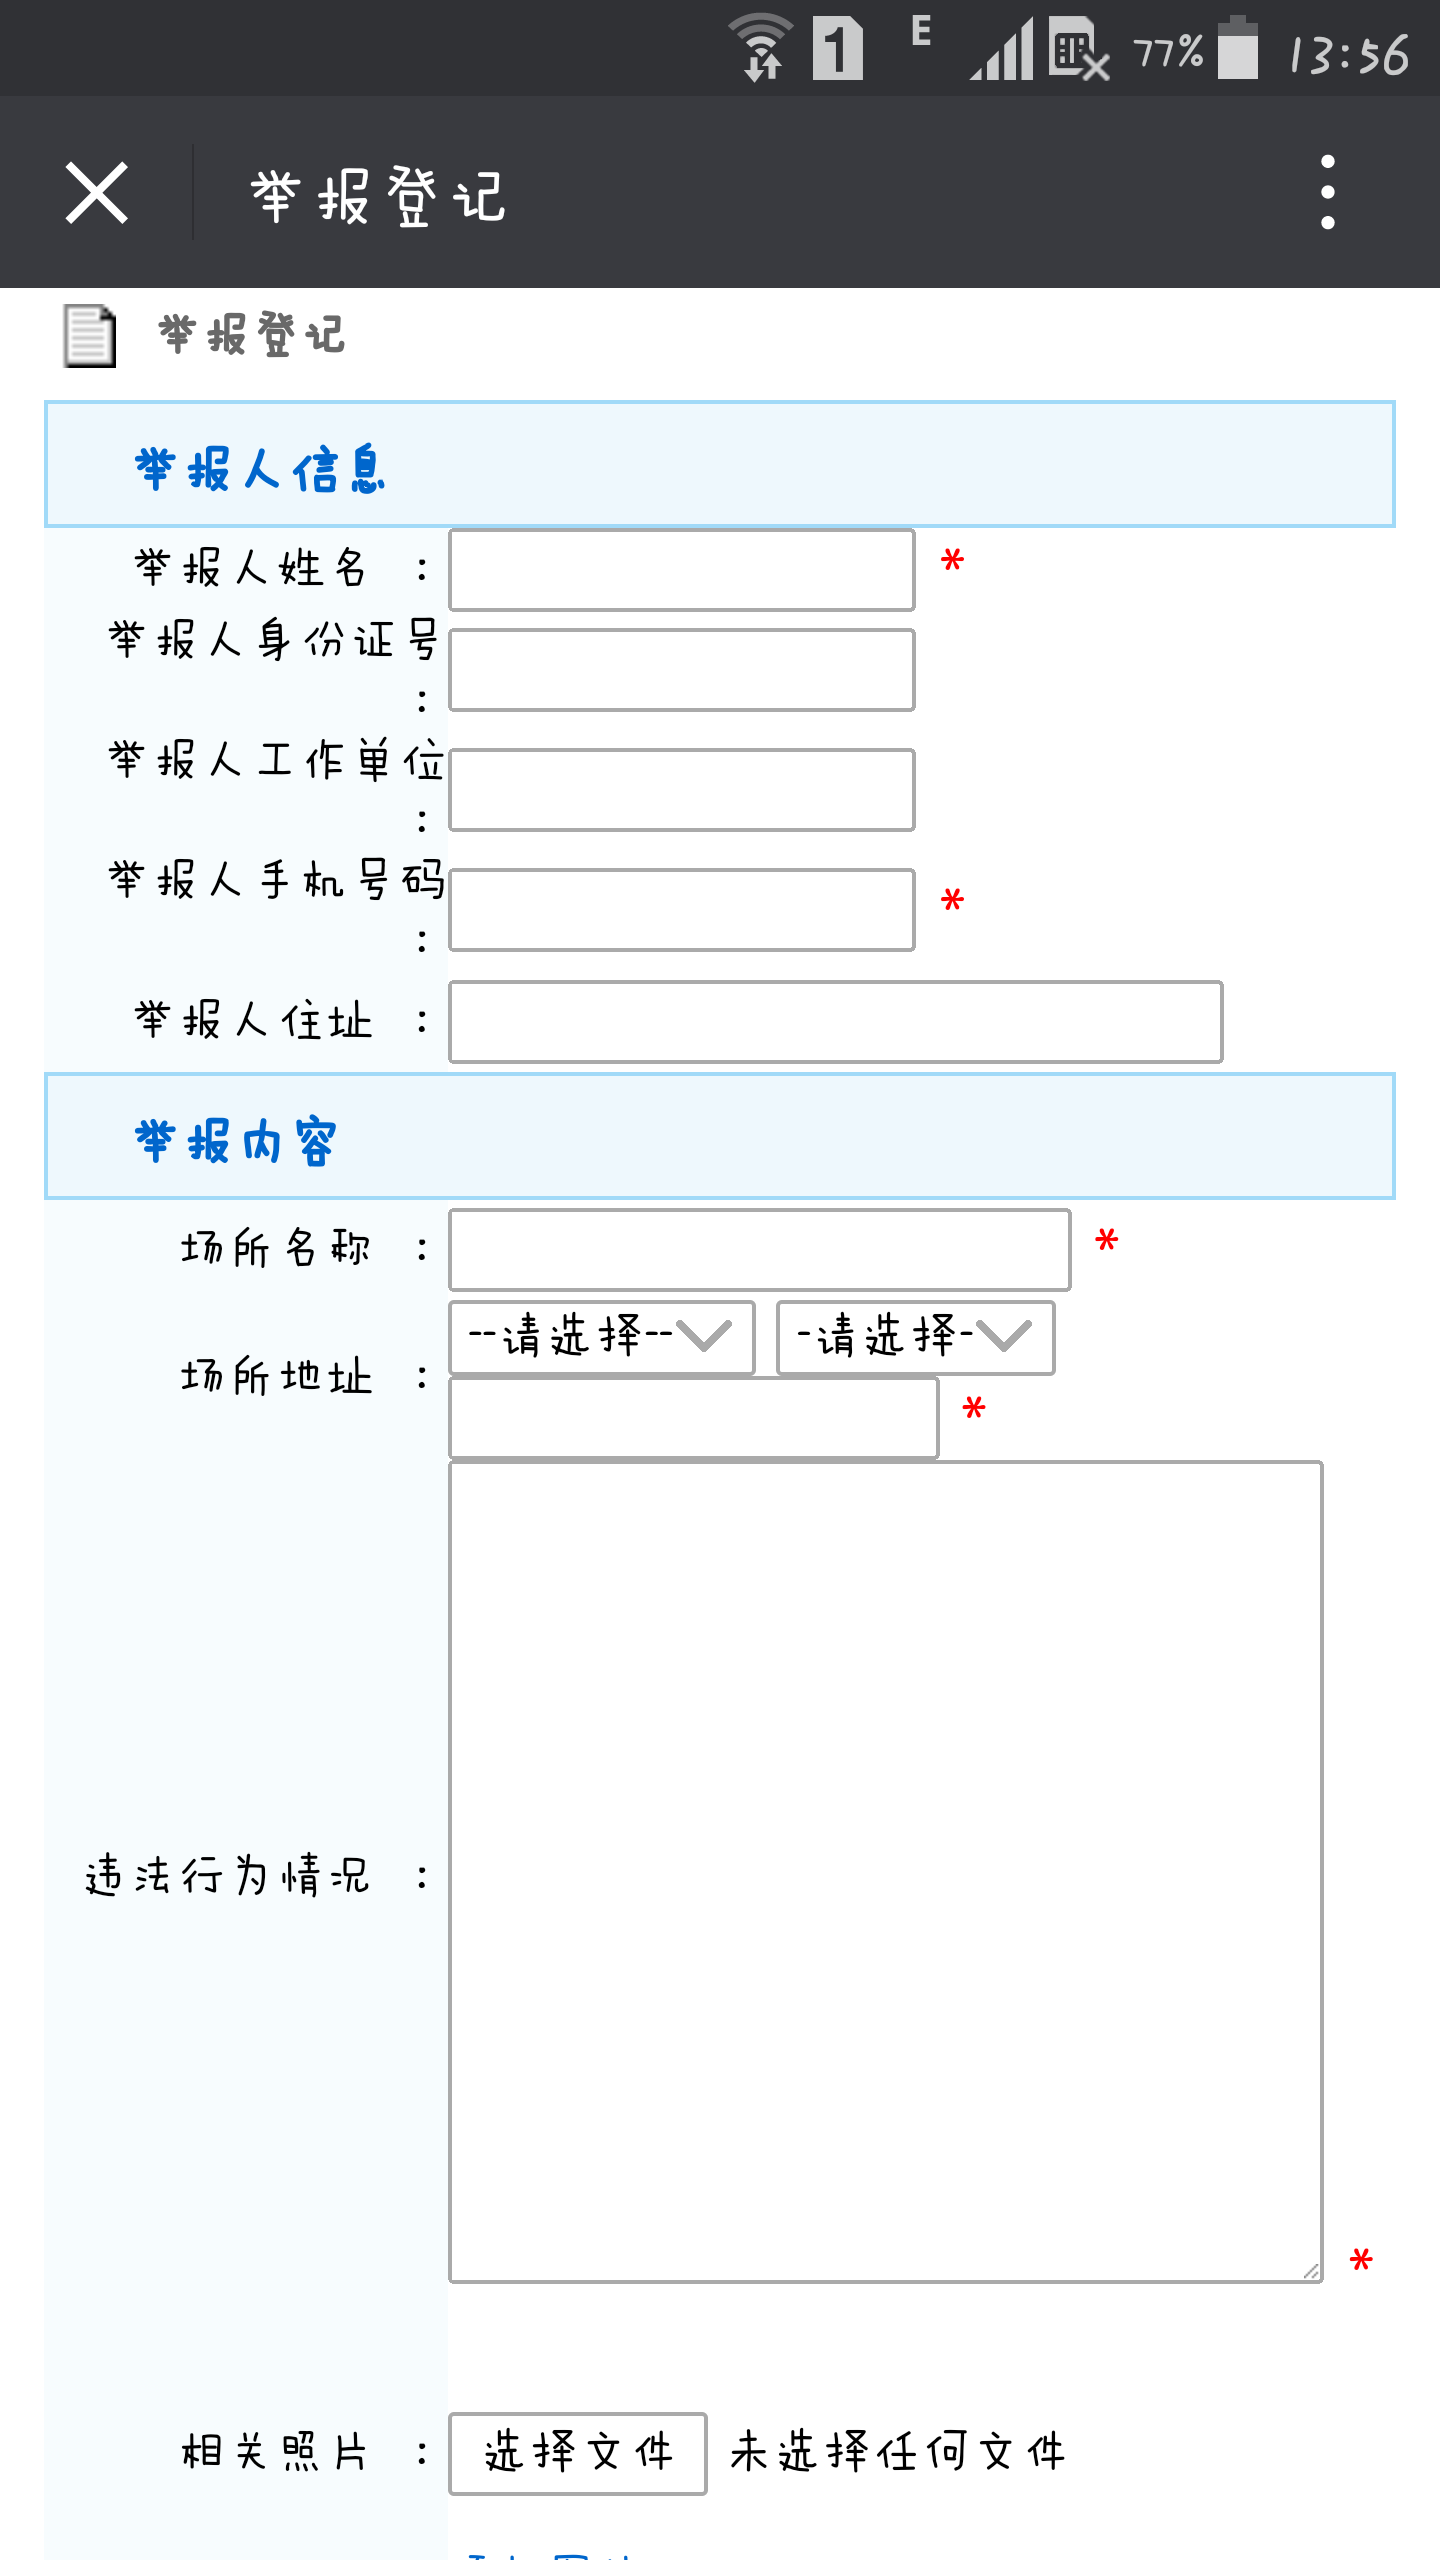 1 E 77% 13:56
举报登记
举报登记
举报人信息
举报人姓名 : *
举报人身份证号
:
举报人工作单位
:
举报人手机号码
: *
举报人住址 :
举报内容
场所名称 : *
--请选择-- -请选择-
场所地址 :
*
违法行为情况 :
*
相关照片 : 选择文件 未选择任何文件